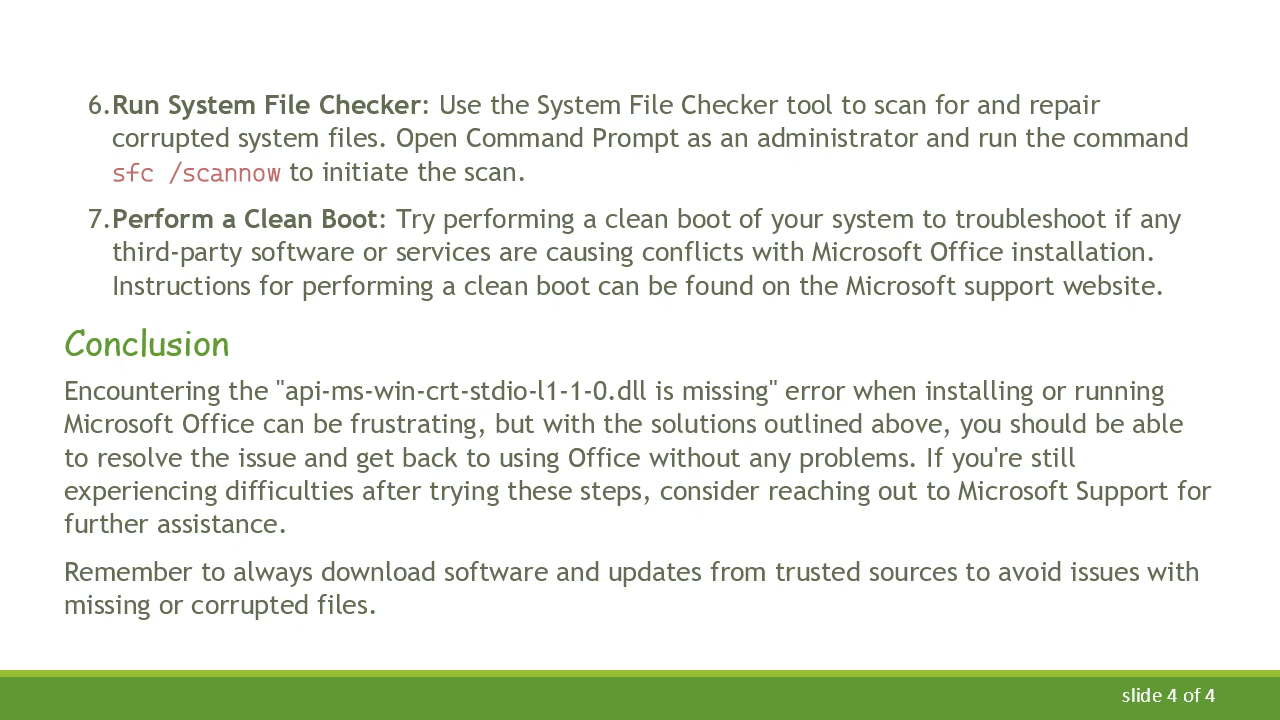 6.Run System File Checker: Use the System File Checker tool to scan for and repair
corrupted system files. Open Command Prompt as an administrator and run the command
sfc /scannow to initiate the scan.
7.Perform a Clean Boot: Try performing a clean boot of your system to troubleshoot if any
third-party software or services are causing conflicts with Microsoft Office installation.
Instructions for performing a clean boot can be found on the Microsoft support website.
Conclusion
Encountering the "api-ms-win-crt-stdio-l1-1-0.dll is missing" error when installing or running
Microsoft Office can be frustrating, but with the solutions outlined above, you should be able
to resolve the issue and get back to using Office without any problems. If you're still
experiencing difficulties after trying these steps, consider reaching out to Microsoft Support for
further assistance.
Remember to always download software and updates from trusted sources to avoid issues with
missing or corrupted files.
slide 4 of 4